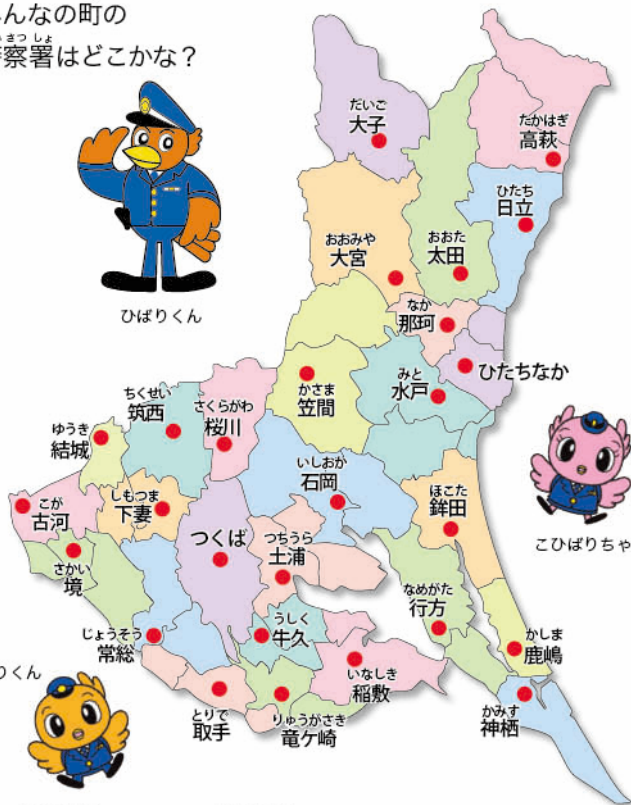 んなの町の
さつ しょ
察署はどこかな？
ひばりくん
だいご
大子
たかはぎ
高萩
ひたち
日立
おおみや
大宮
おおた
太田
なか
那珂
ひたちなか
みと
水戸
かさま
笠間
ちくせい
筑西
さくらがわ
桜川
ゆうき
結城
いしおか
石岡
ほこた
鉾田
こひばりちゃ
こが
古河
しもつま
下妻
つくば
つちうら
土浦
さかい
境
なめがた
行方
じょうそう
常総
うしく
牛久
かしま
鹿嶋
いなしき
稲敷
りくん
とりで
取手
りゅうがさき
竜ケ崎
かみす
神栖